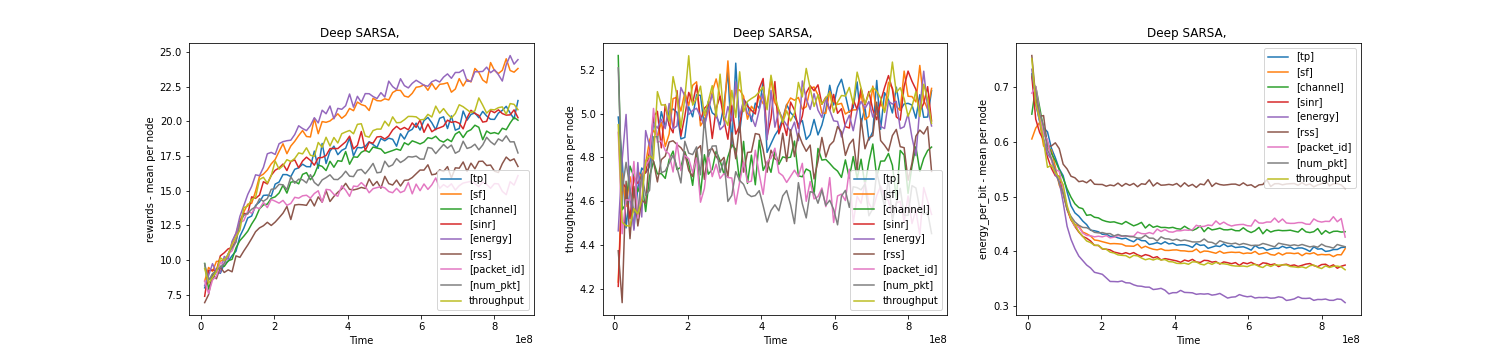 Deep SARSA,
rewards - mean per node
25.0
22.5
20.0
17.5
15.0
12.5
10.0
7.5
0
2
4
6
8
1e8
Time
[tp]
[sf]
[channel]
[sinr]
[energy]
[rss]
[packet_id]
[num_pkt]
throughput
Deep SARSA,
throughputs - mean per node
5.2
5.0
4.8
4.6
4.4
4.2
0
2
4
6
8
1e8
Time
[tp]
[sf]
[channel]
[sinr]
[energy]
[rss]
[packet_id]
[num_pkt]
throughput
Deep SARSA,
energy_per_bit - mean per node
0.7
0.6
0.5
0.4
0.3
0
2
4
6
8
1e8
Time
[tp]
[sf]
[channel]
[sinr]
[energy]
[rss]
[packet_id]
[num_pkt]
throughput